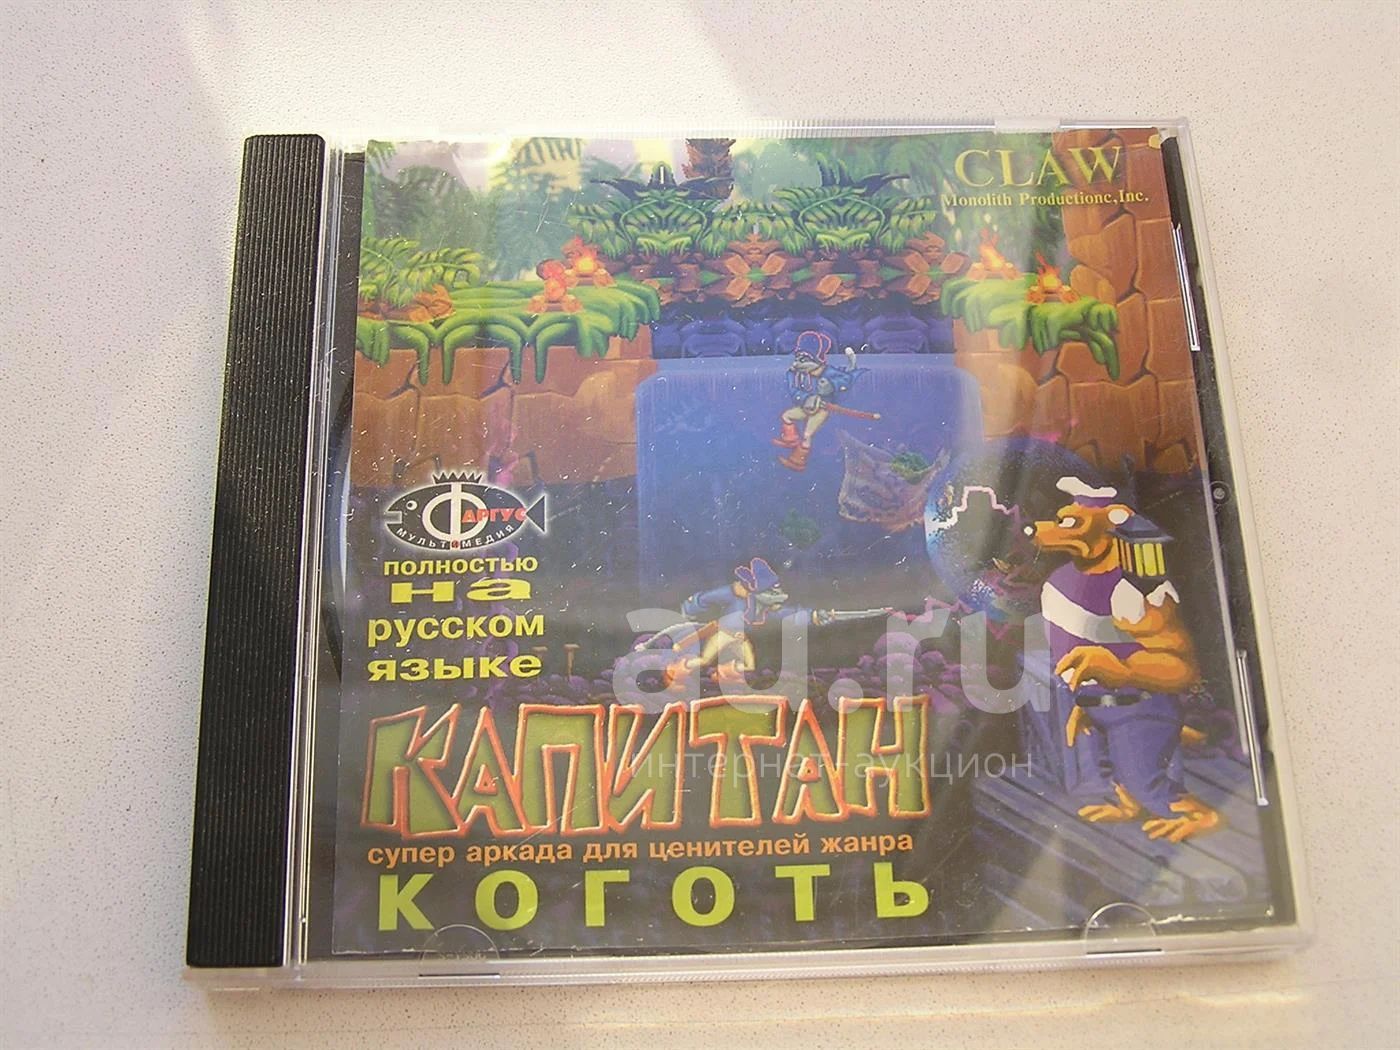 CLAW
Monolith Productionc,Inc.
ФАРГУС
МУЛЬТИМЕДИЯ
ПОЛНОСТЬЮ
на
русском
языке
au.ru
интернет-аукцион
КАПИТАН
супер аркада для ценителей жанра
КОГОТЬ